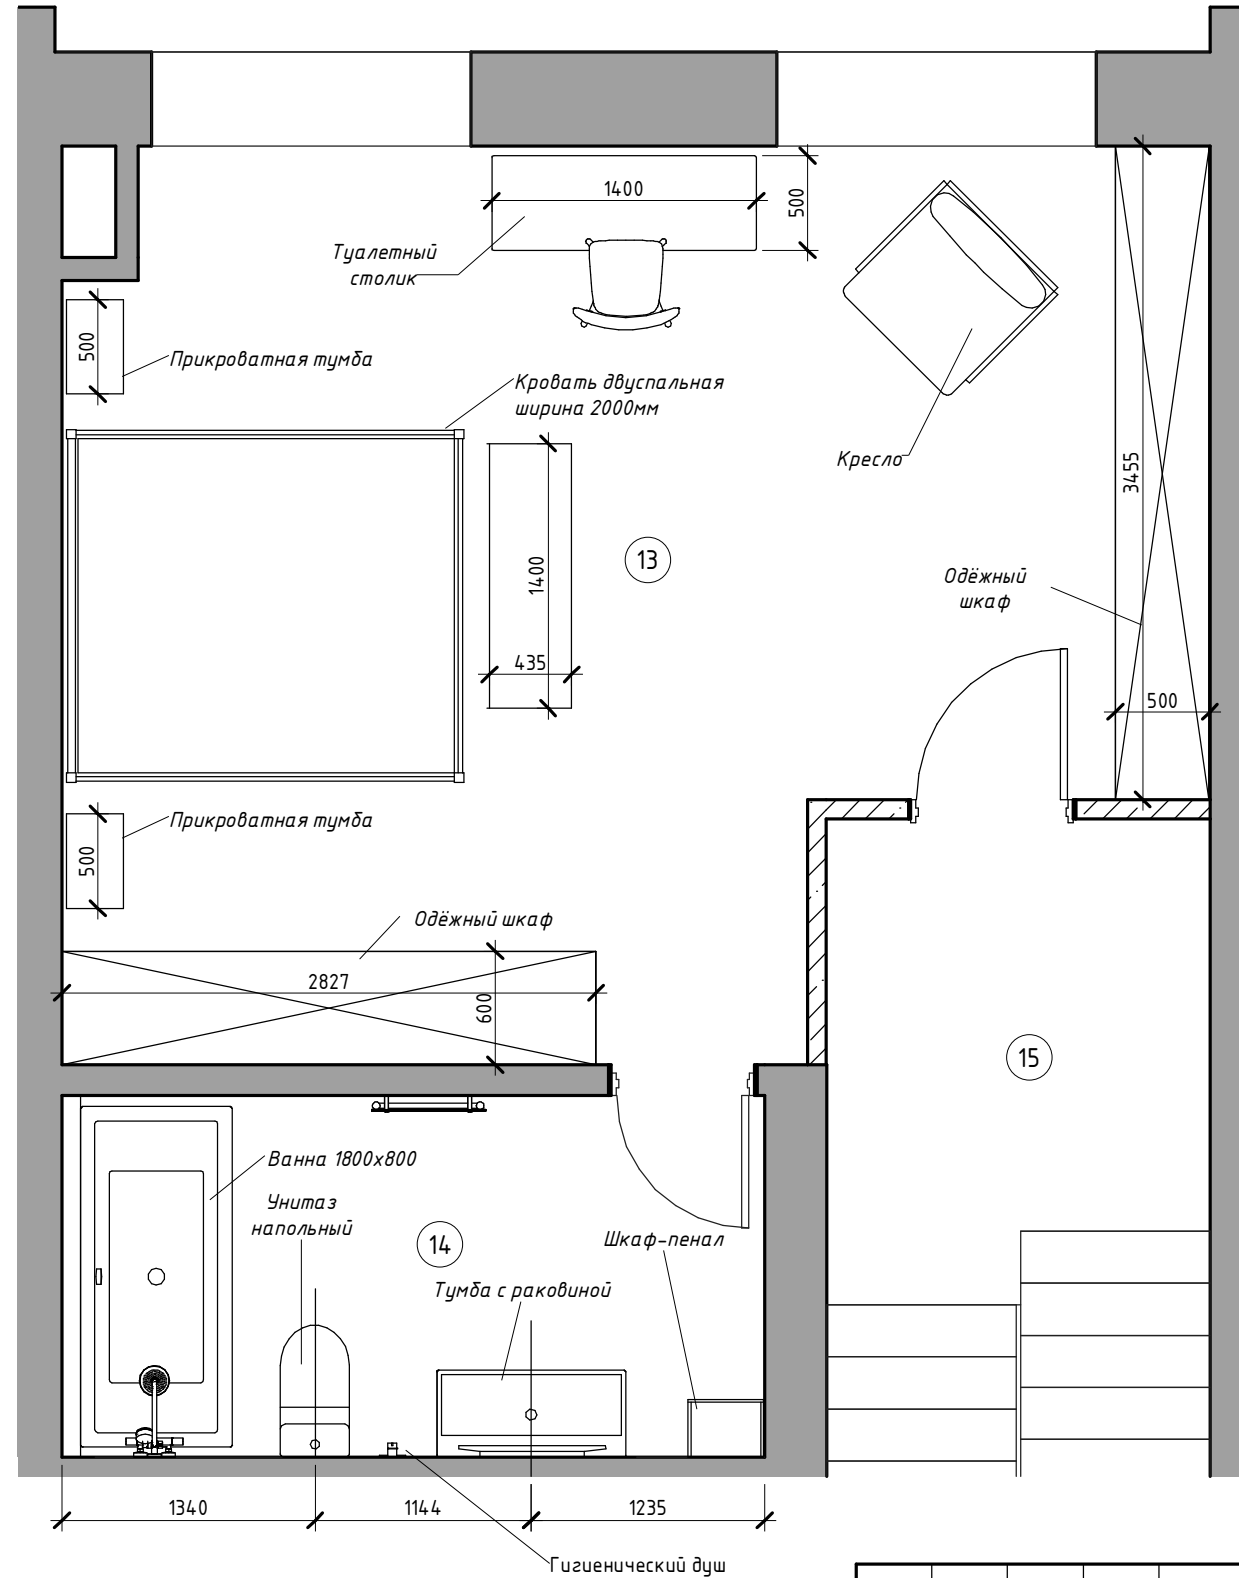 1400
500
Туалетный
столик
500
Прикроватная тумба
Кровать двуспальная
ширина 2000мм
Кресло
3455
13
1400
Одёжный
шкаф
435
500
Прикроватная тумба
500
Одёжный шкаф
2827
600
15
Ванна 1800х800
Унитаз
напольный
14
Шкаф-пенал
Тумба с раковиной
1340
1144
1235
Гигиенический душ